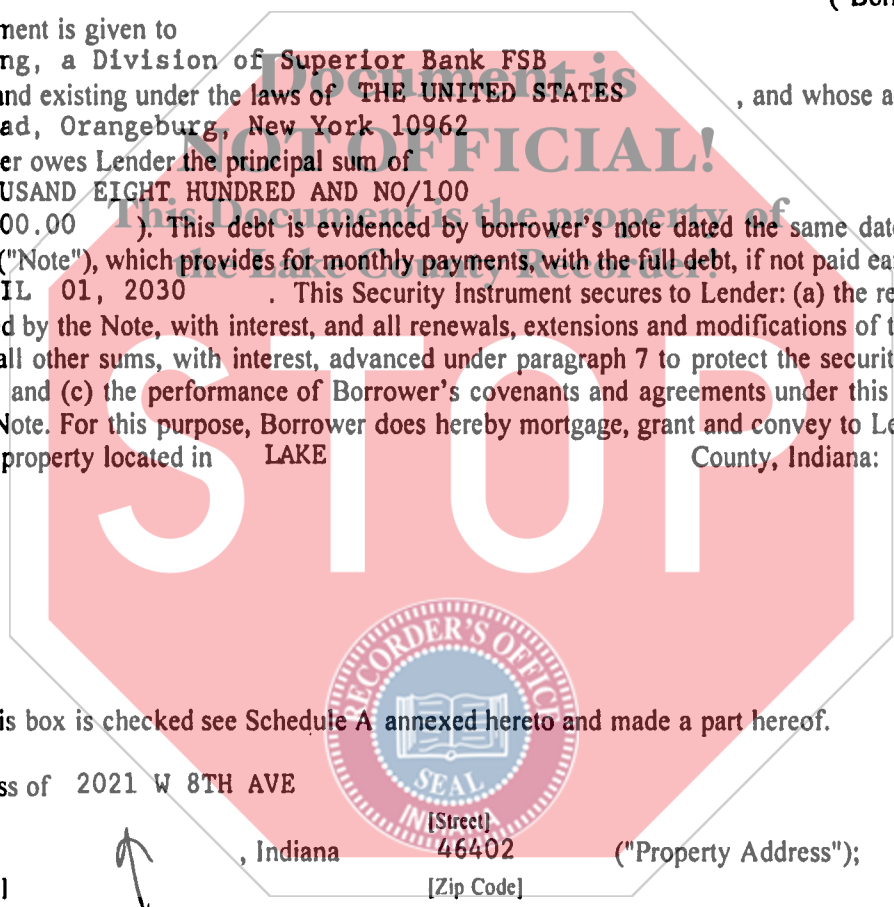 ("Borr
ment is given to
ng, a Division of Superior Bank FSB
Document is
and existing under the laws of THE UNITED STATES , and whose a
ad, Orangeburg, New York 10962
NOT OFFICIAL!
er owes Lender the principal sum of
USAND EIGHT HUNDRED AND NO/100
This Document is the property of
00.00 ). This debt is evidenced by borrower's note dated the same date
("Note"), which provides for monthly payments, with the full debt, if not paid ea
the Lake County Recorder!
IL 01, 2030 . This Security Instrument secures to Lender: (a) the re
d by the Note, with interest, and all renewals, extensions and modifications of t
all other sums, with interest, advanced under paragraph 7 to protect the securit
and (c) the performance of Borrower's covenants and agreements under this
Note. For this purpose, Borrower does hereby mortgage, grant and convey to Le
property located in LAKE County, Indiana:
STOP
RECORDER'S OFFICE
is box is checked see Schedule A annexed hereto and made a part hereof.
ss of 2021 W 8TH AVE
SEAL
INDIANA
[Street]
, Indiana 46402 ("Property Address");
] [Zip Code]